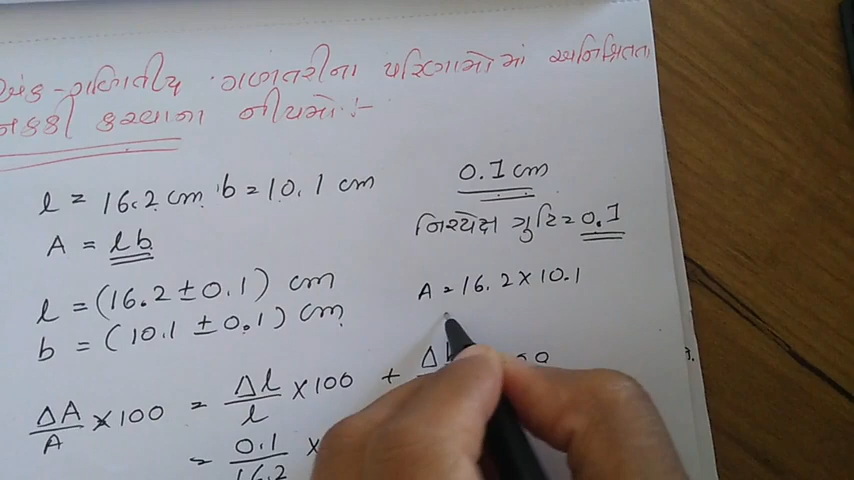 અંક-ગણિતીય ગણતરીના પરિણામોમાં અનિશ્ચિતતા
નક્કી કરવાના નીયમો:-
l = 16.2 cm, b = 10.1 cm
0.1 cm
A = lb
નિરપેક્ષ ત્રુટિ = 0.1
l = (16.2 ± 0.1) cm
A = 16.2 × 10.1
b = (10.1 ± 0.1) cm
ΔA/A × 100 = Δl/l × 100 + Δb
= 0.1/16.2 ×